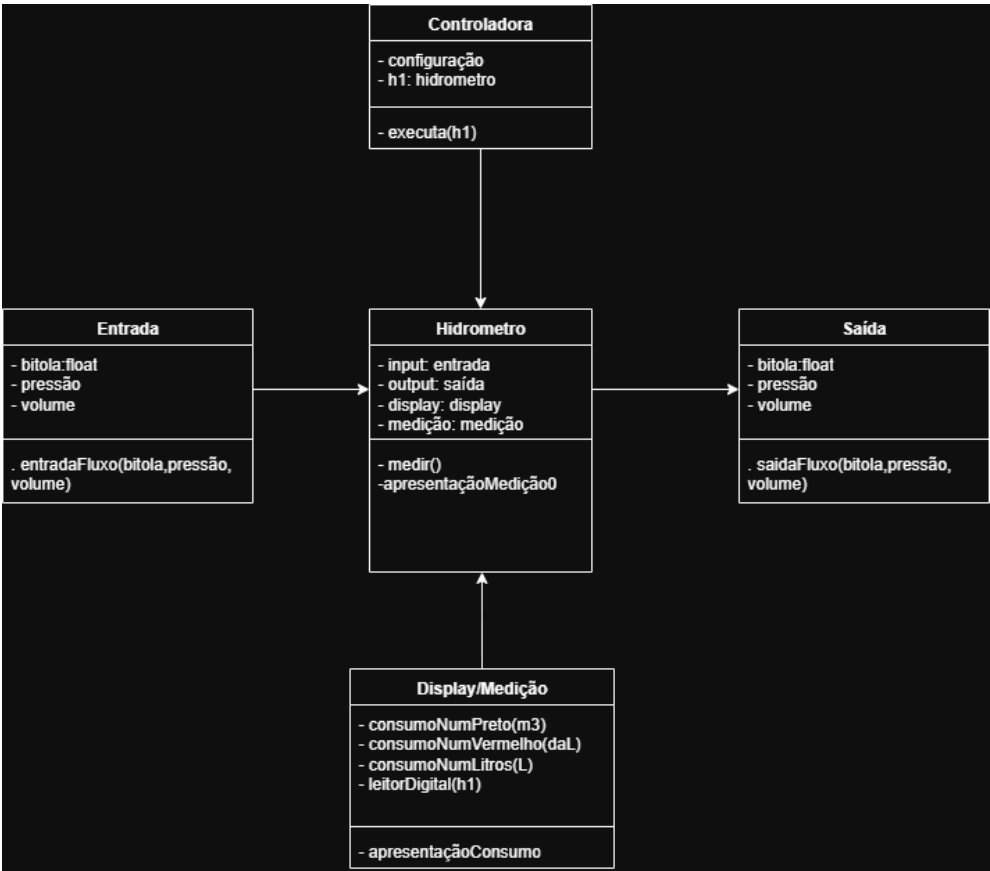 Controladora
- configuração
- h1: hidrometro
- executa(h1)
Entrada
- bitola:float
- pressão
- volume
. entradaFluxo(bitola,pressão,
volume)
Hidrometro
- input: entrada
- output: saída
- display: display
- medição: medição
- medir()
-apresentaçãoMedição0
Saída
- bitola:float
- pressão
- volume
. saidaFluxo(bitola,pressão,
volume)
Display/Medição
- consumoNumPreto(m3)
- consumoNumVermelho(daL)
- consumoNumLitros(L)
- leitorDigital(h1)
- apresentaçãoConsumo